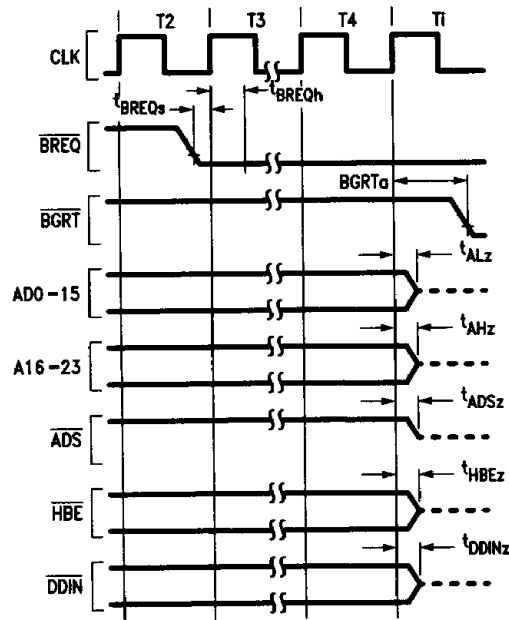 T2 T3 T4 Ti
CLK
tBREQs tBREQh
BREQ
BGRTa
BGRT
tALz
AD0-15
tAHz
A16-23
tADSz
ADS
tHBEz
HBE
tDDINz
DDIN